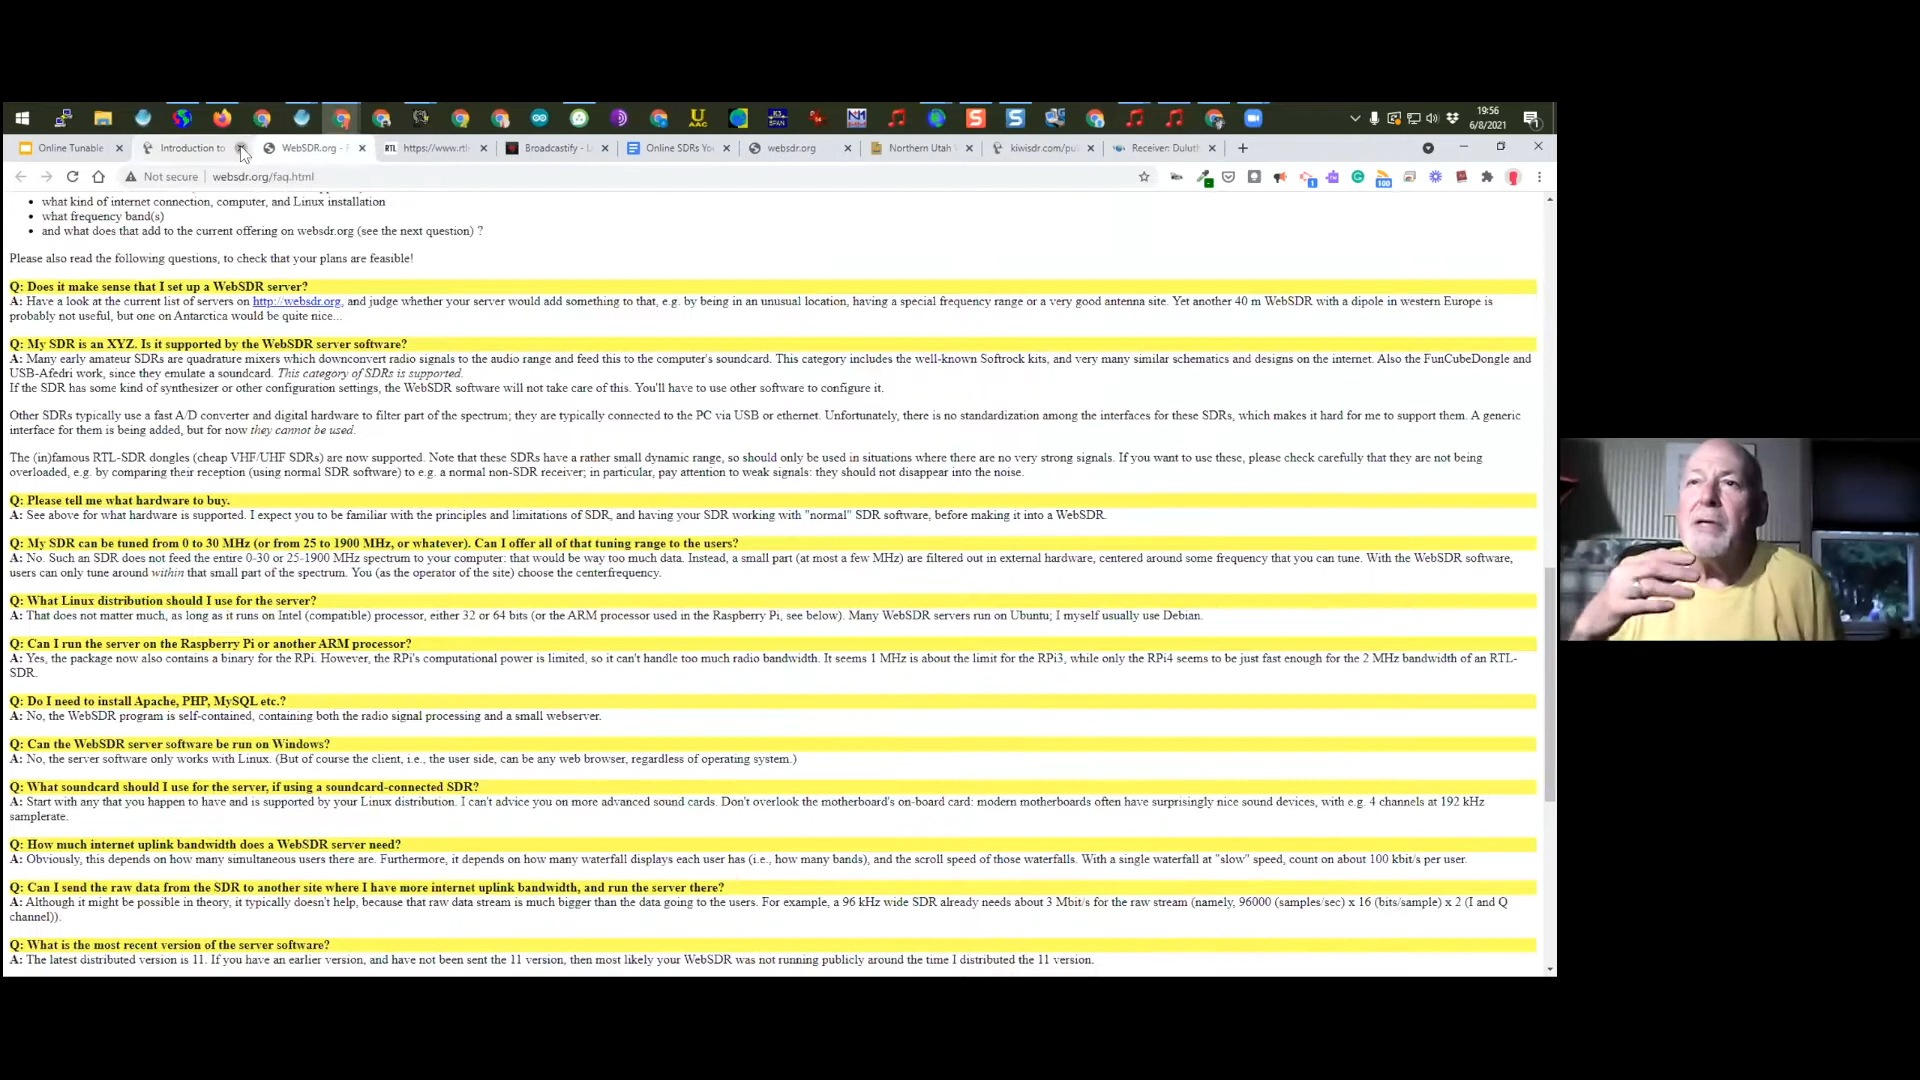 19:56
6/8/2021
Online Tunable
Introduction to
WebSDR.org -
RTL https://www.rtl-
Broadcastify - L
Online SDRs You
websdr.org
Northern Utah
kiwisdr.com/pu
Receiver: Dulut
Not secure websdr.org/faq.html
• what kind of internet connection, computer, and Linux installation
• what frequency band(s)
• and what does that add to the current offering on websdr.org (see the next question) ?
Please also read the following questions, to check that your plans are feasible!
Q: Does it make sense that I set up a WebSDR server?
A: Have a look at the current list of servers on http://websdr.org, and judge whether your server would add something to that, e.g. by being in an unusual location, having a special frequency range or a very good antenna site. Yet another 40 m WebSDR with a dipole in western Europe is
probably not useful, but one on Antarctica would be quite nice...
Q: My SDR is an XYZ. Is it supported by the WebSDR server software?
A: Many early amateur SDRs are quadrature mixers which downconvert radio signals to the audio range and feed this to the computer's soundcard. This category includes the well-known Softrock kits, and very many similar schematics and designs on the internet. Also the FunCubeDongle and
USB-Afedri work, since they emulate a soundcard. This category of SDRs is supported.
If the SDR has some kind of synthesizer or other configuration settings, the WebSDR software will not take care of this. You'll have to use other software to configure it.
Other SDRs typically use a fast A/D converter and digital hardware to filter part of the spectrum; they are typically connected to the PC via USB or ethernet. Unfortunately, there is no standardization among the interfaces for these SDRs, which makes it hard for me to support them. A generic
interface for them is being added, but for now they cannot be used.
The (in)famous RTL-SDR dongles (cheap VHF/UHF SDRs) are now supported. Note that these SDRs have a rather small dynamic range, so should only be used in situations where there are no very strong signals. If you want to use these, please check carefully that they are not being
overloaded, e.g. by comparing their reception (using normal SDR software) to e.g. a normal non-SDR receiver; in particular, pay attention to weak signals: they should not disappear into the noise.
Q: Please tell me what hardware to buy.
A: See above for what hardware is supported. I expect you to be familiar with the principles and limitations of SDR, and having your SDR working with "normal" SDR software, before making it into a WebSDR.
Q: My SDR can be tuned from 0 to 30 MHz (or from 25 to 1900 MHz, or whatever). Can I offer all of that tuning range to the users?
A: No. Such an SDR does not feed the entire 0-30 or 25-1900 MHz spectrum to your computer: that would be way too much data. Instead, a small part (at most a few MHz) are filtered out in external hardware, centered around some frequency that you can tune. With the WebSDR software,
users can only tune around within that small part of the spectrum. You (as the operator of the site) choose the centerfrequency.
Q: What Linux distribution should I use for the server?
A: That does not matter much, as long as it runs on Intel (compatible) processor, either 32 or 64 bits (or the ARM processor used in the Raspberry Pi, see below). Many WebSDR servers run on Ubuntu; I myself usually use Debian.
Q: Can I run the server on the Raspberry Pi or another ARM processor?
A: Yes, the package now also contains a binary for the RPi. However, the RPi's computational power is limited, so it can't handle too much radio bandwidth. It seems 1 MHz is about the limit for the RPi3, while only the RPi4 seems to be just fast enough for the 2 MHz bandwidth of an RTL-
SDR.
Q: Do I need to install Apache, PHP, MySQL etc.?
A: No, the WebSDR program is self-contained, containing both the radio signal processing and a small webserver.
Q: Can the WebSDR server software be run on Windows?
A: No, the server software only works with Linux. (But of course the client, i.e., the user side, can be any web browser, regardless of operating system.)
Q: What soundcard should I use for the server, if using a soundcard-connected SDR?
A: Start with any that you happen to have and is supported by your Linux distribution. I can't advice you on more advanced sound cards. Don't overlook the motherboard's on-board card: modern motherboards often have surprisingly nice sound devices, with e.g. 4 channels at 192 kHz
samplerate.
Q: How much internet uplink bandwidth does a WebSDR server need?
A: Obviously, this depends on how many simultaneous users there are. Furthermore, it depends on how many waterfall displays each user has (i.e., how many bands), and the scroll speed of those waterfalls. With a single waterfall at "slow" speed, count on about 100 kbit/s per user.
Q: Can I send the raw data from the SDR to another site where I have more internet uplink bandwidth, and run the server there?
A: Although it might be possible in theory, it typically doesn't help, because that raw data stream is much bigger than the data going to the users. For example, a 96 kHz wide SDR already needs about 3 Mbit/s for the raw stream (namely, 96000 (samples/sec) x 16 (bits/sample) x 2 (I and Q
channel)).
Q: What is the most recent version of the server software?
A: The latest distributed version is 11. If you have an earlier version, and have not been sent the 11 version, then most likely your WebSDR was not running publicly around the time I distributed the 11 version.